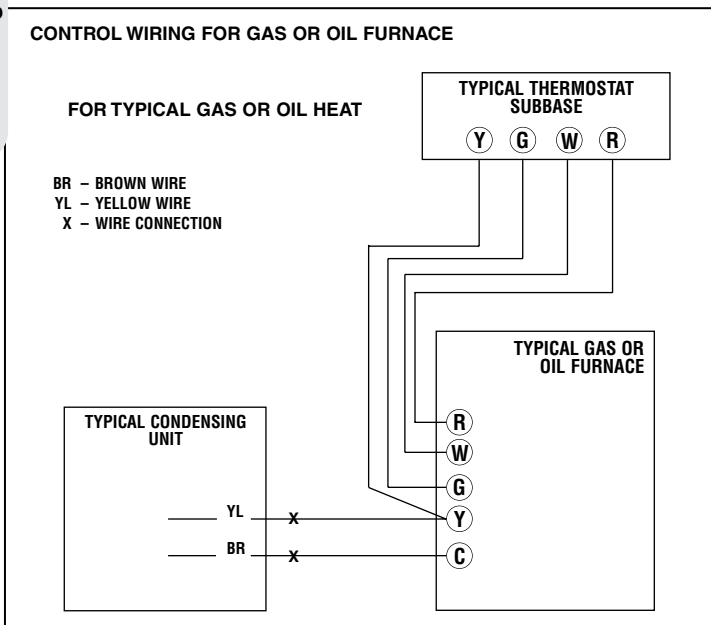 CONTROL WIRING FOR GAS OR OIL FURNACE
FOR TYPICAL GAS OR OIL HEAT
TYPICAL THERMOSTAT
SUBBASE
Y G W R
BR – BROWN WIRE
YL – YELLOW WIRE
X – WIRE CONNECTION
TYPICAL GAS OR
OIL FURNACE
R
W
G
Y
C
TYPICAL CONDENSING
UNIT
YL X
BR X